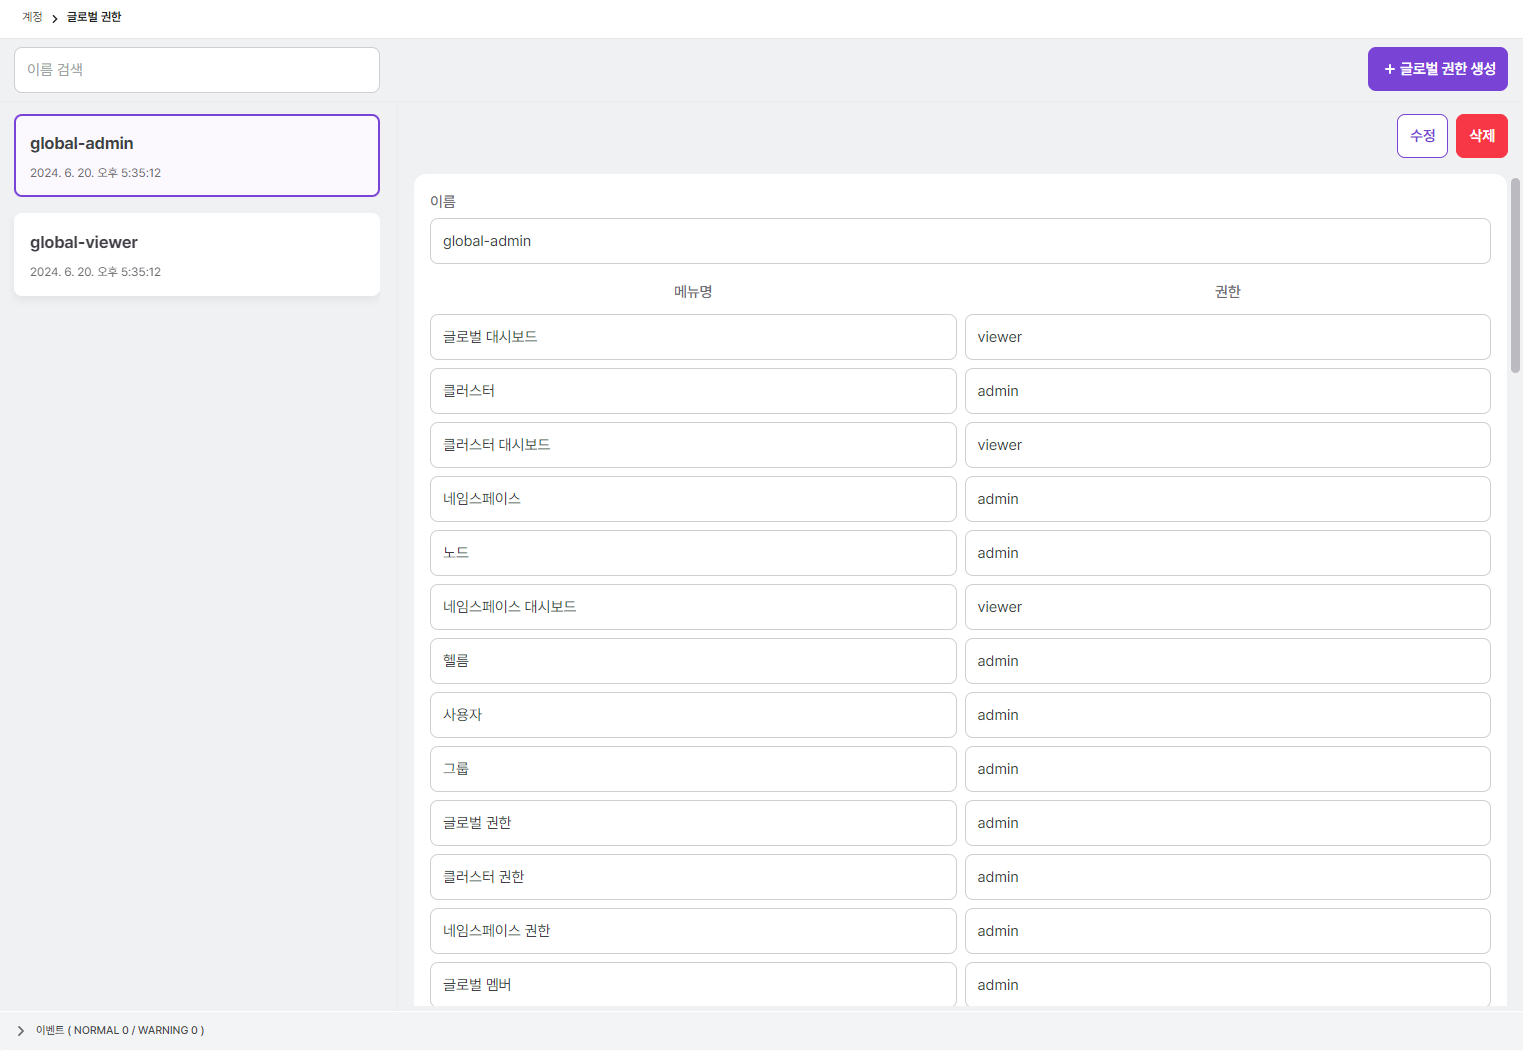 계정 > 글로벌 권한
이름 검색
+ 글로벌 권한 생성
global-admin
2024. 6. 20. 오후 5:35:12
global-viewer
2024. 6. 20. 오후 5:35:12
수정 삭제
이름
global-admin
메뉴명 권한
글로벌 대시보드 viewer
클러스터 admin
클러스터 대시보드 viewer
네임스페이스 admin
노드 admin
네임스페이스 대시보드 viewer
헬름 admin
사용자 admin
그룹 admin
글로벌 권한 admin
클러스터 권한 admin
네임스페이스 권한 admin
글로벌 멤버 admin
이벤트 ( NORMAL 0 / WARNING 0 )